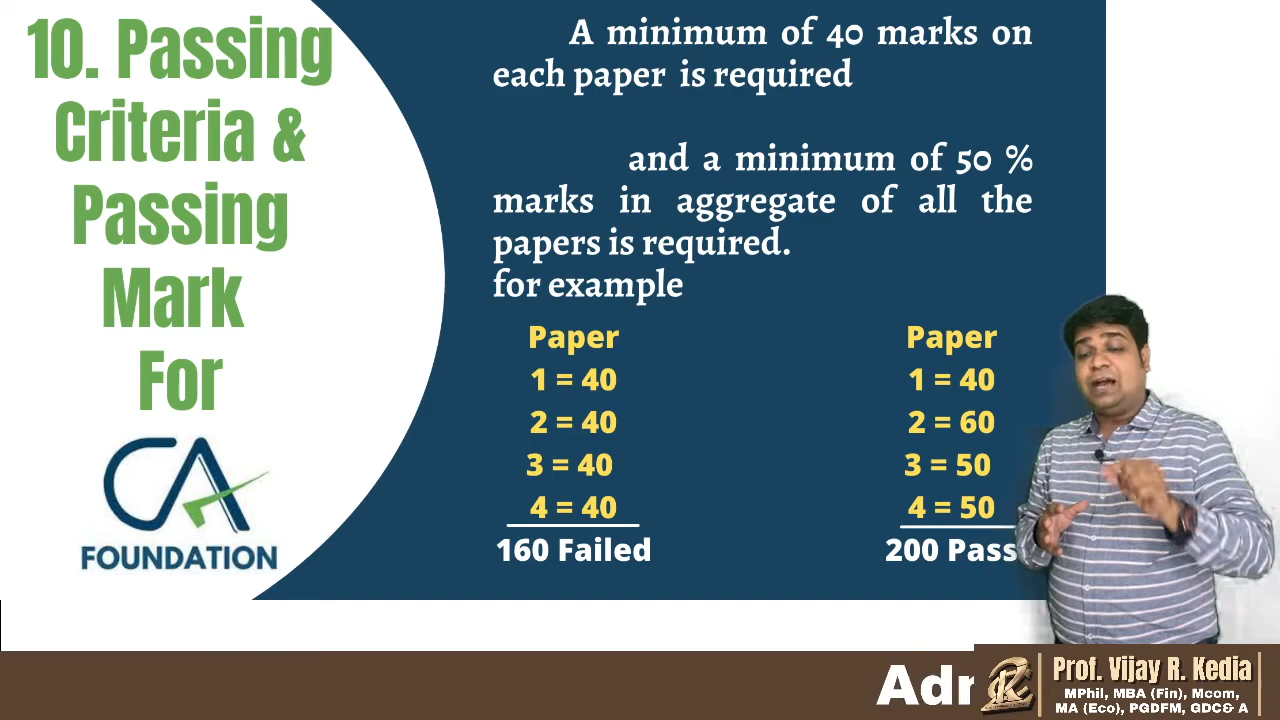 10. Passing
Criteria &
Passing
Mark
For
CA
FOUNDATION
A minimum of 40 marks on
each paper is required
and a minimum of 50 %
marks in aggregate of all the
papers is required.
for example
Paper
1 = 40
2 = 40
3 = 40
4 = 40
160 Failed
Paper
1 = 40
2 = 60
3 = 50
4 = 50
200 Pass
Prof. Vijay R. Kedia
MPhil, MBA (Fin), Mcom,
MA (Eco), PGDFM, GDC& A